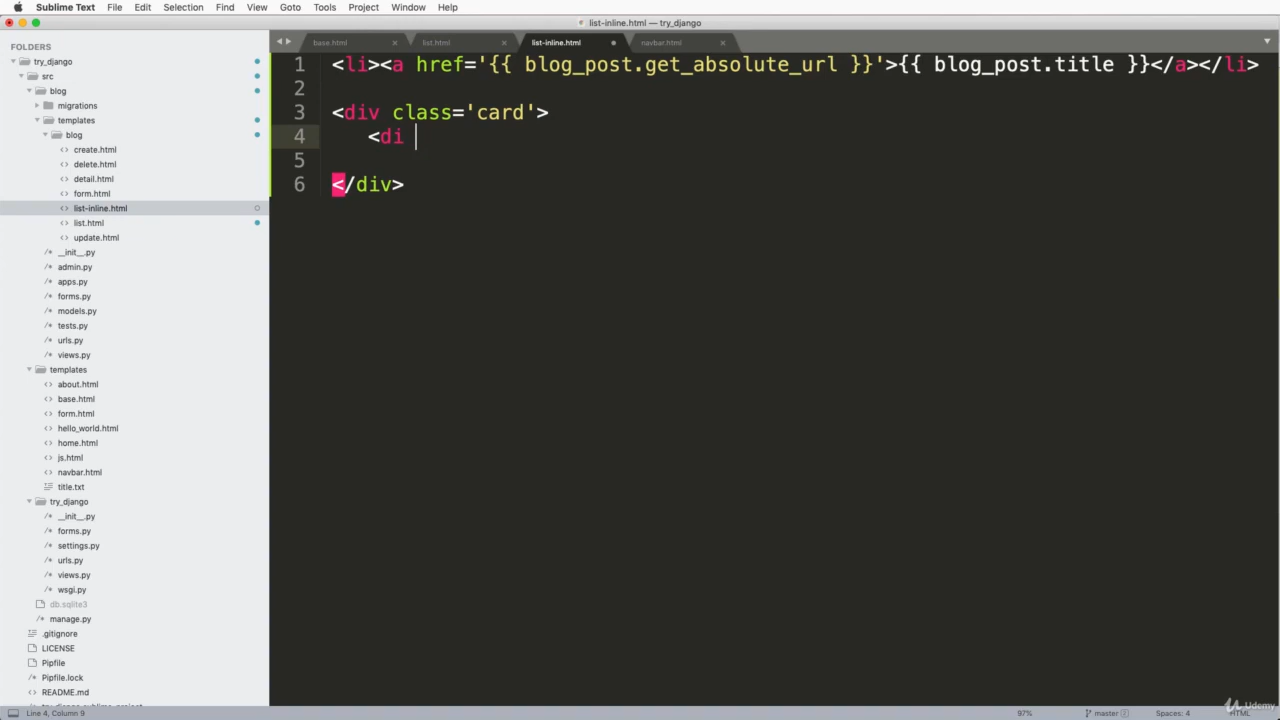 Sublime Text File Edit Selection Find View Goto Tools Project Window Help
list-inline.html — try_django
FOLDERS
try_django
src
blog
migrations
templates
blog
create.html
delete.html
detail.html
form.html
list-inline.html
list.html
update.html
__init__.py
admin.py
apps.py
forms.py
models.py
tests.py
urls.py
views.py
templates
about.html
base.html
form.html
hello_world.html
home.html
js.html
navbar.html
title.txt
try_django
__init__.py
forms.py
settings.py
urls.py
views.py
wsgi.py
db.sqlite3
manage.py
.gitignore
LICENSE
Pipfile
Pipfile.lock
README.md
try_django.sublime-project
base.html list.html list-inline.html navbar.html
1 <li><a href='{{ blog_post.get_absolute_url }}'>{{ blog_post.title }}</a></li>
2
3 <div class='card'>
4 <di
5
6 </div>
Line 4, Column 9 97% master 7 Spaces: 4 HTML
Udemy